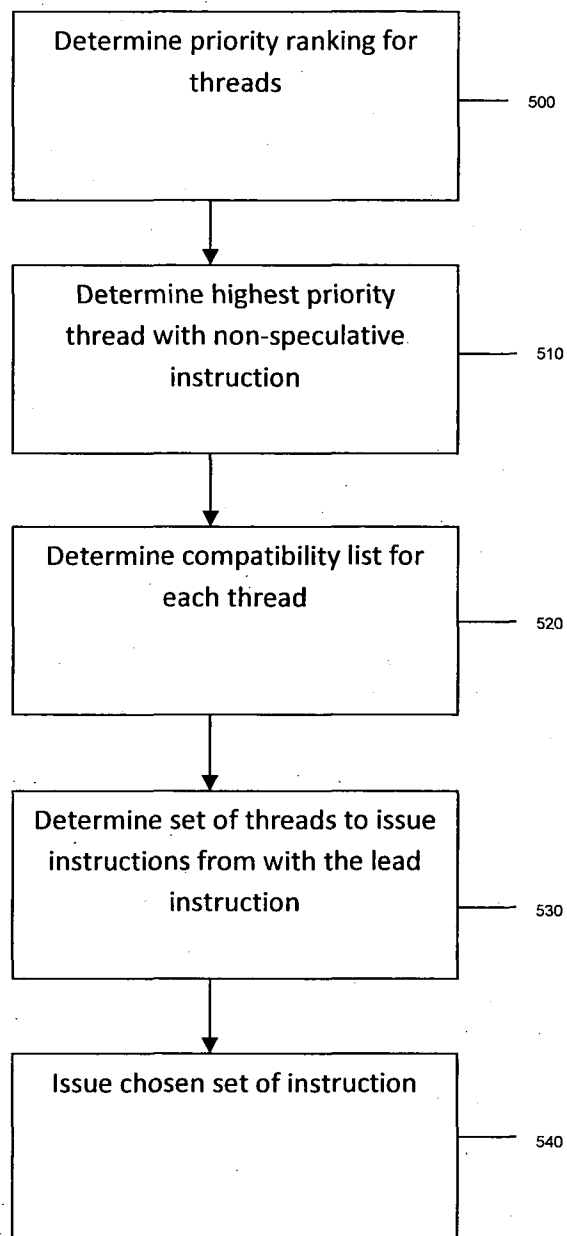 Determine priority ranking for
threads
500
Determine highest priority
thread with non-speculative
instruction
510
Determine compatibility list for
each thread
520
Determine set of threads to issue
instructions from with the lead
instruction
530
Issue chosen set of instruction
540